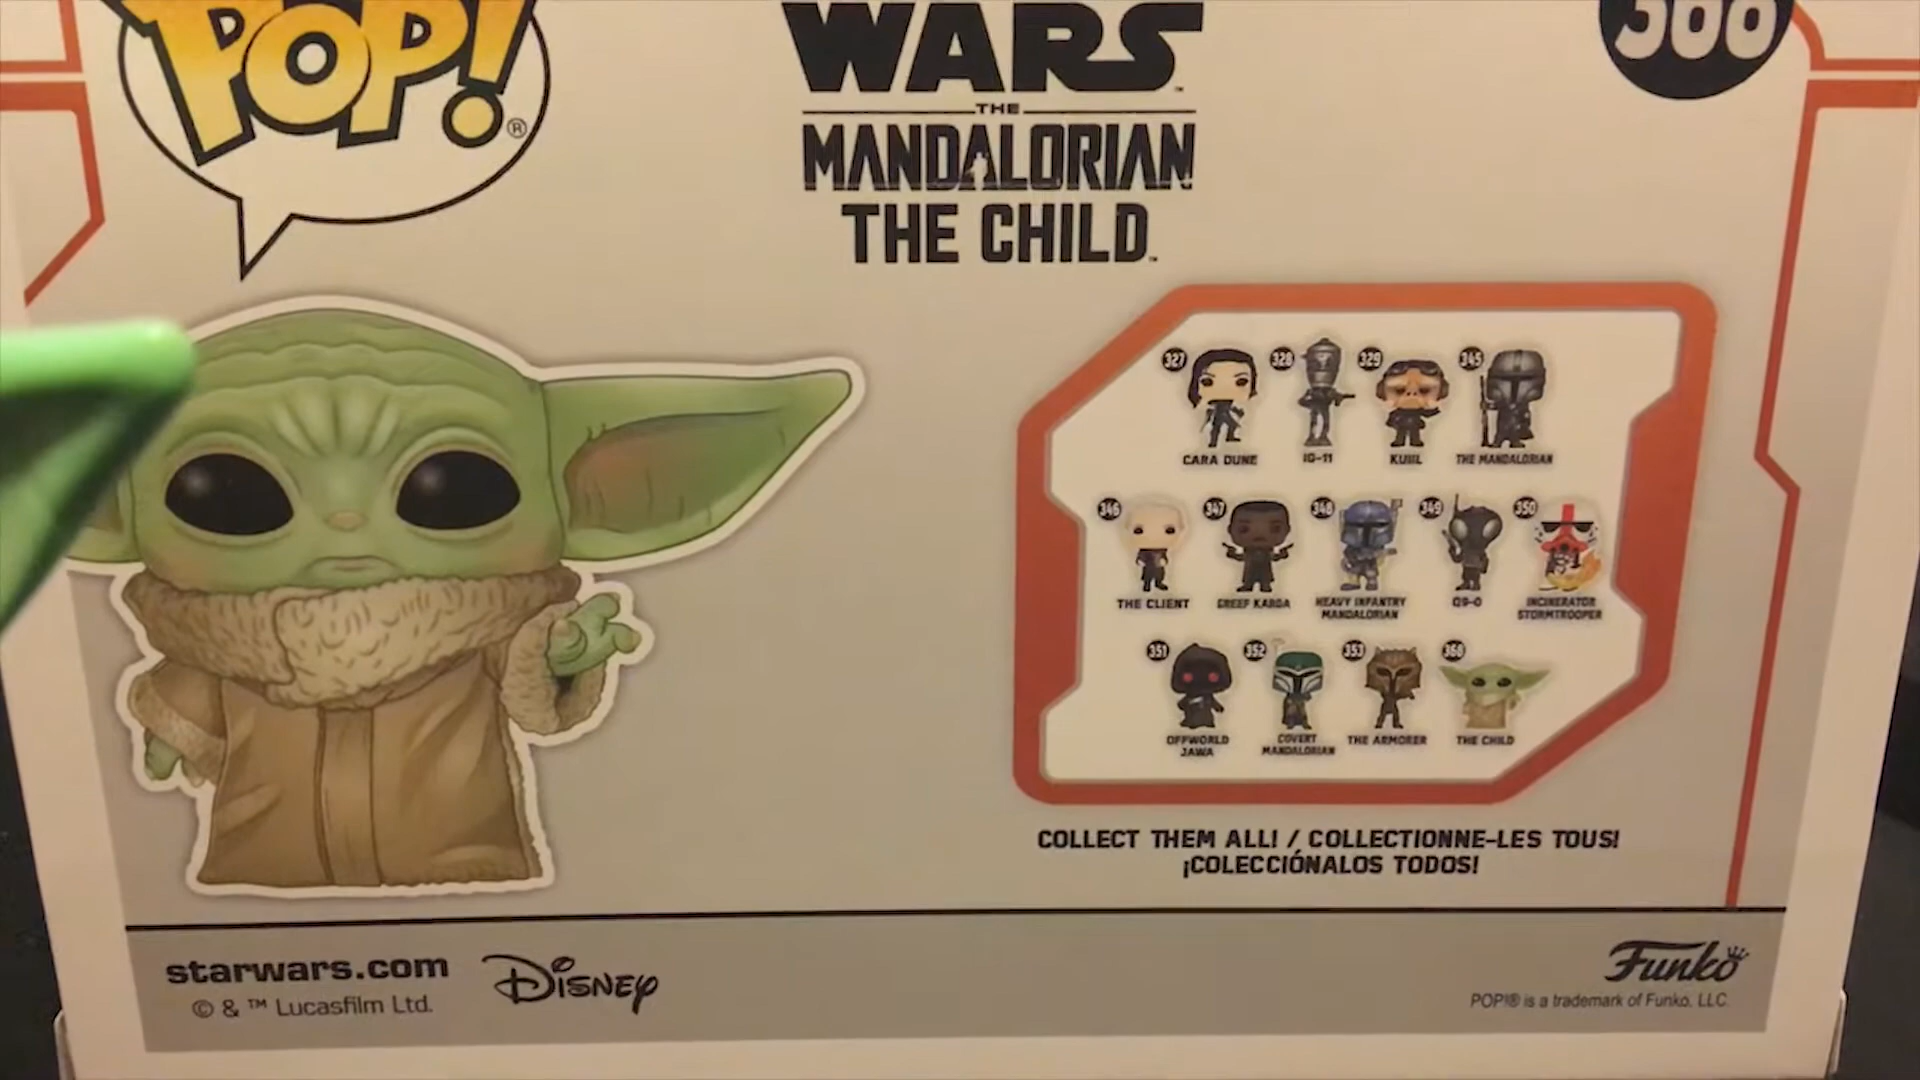 POP!®
WARS™
368
THE
MANDALORIAN
THE CHILD™
327 328 329 345
CARA DUNE IG-11 KUIIL THE MANDALORIAN
346 347 348 349 350
THE CLIENT GREEF KARGA HEAVY INFANTRY Q9-0 INCINERATOR
MANDALORIAN STORMTROOPER
351 352 353 368
OFFWORLD COVERT THE ARMORER THE CHILD
JAWA MANDALORIAN
COLLECT THEM ALL! / COLLECTIONNE-LES TOUS!
¡COLECCIÓNALOS TODOS!
starwars.com Disney
© & ™ Lucasfilm Ltd.
Funko
POP!® is a trademark of Funko, LLC.